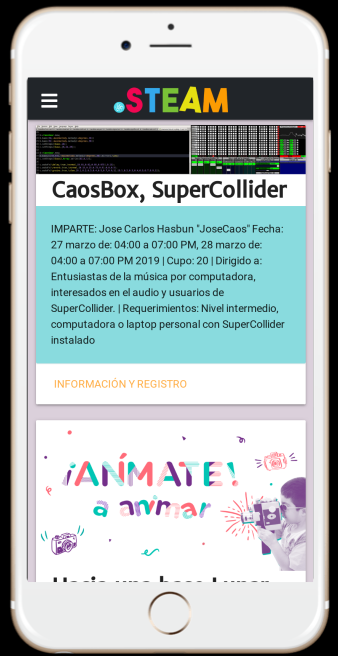 STEAM
CaosBox, SuperCollider
IMPARTE: Jose Carlos Hasbun "JoseCaos" Fecha:
27 marzo de: 04:00 a 07:00 PM, 28 marzo de:
04:00 a 07:00 PM 2019 | Cupo: 20 | Dirigido a:
Entusiastas de la música por computadora,
interesados en el audio y usuarios de
SuperCollider. | Requerimientos: Nivel intermedio,
computadora o laptop personal con SuperCollider
instalado
INFORMACIÓN Y REGISTRO
¡ANÍMATE!
a animar